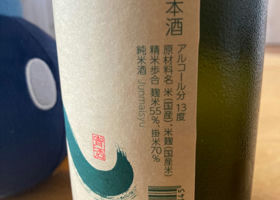 本酒
アルコール分 13度
原材料名 米(国産)、米麹(国産米)
精米歩合 麹米55%、掛米70%
純米酒 Junmaisyu